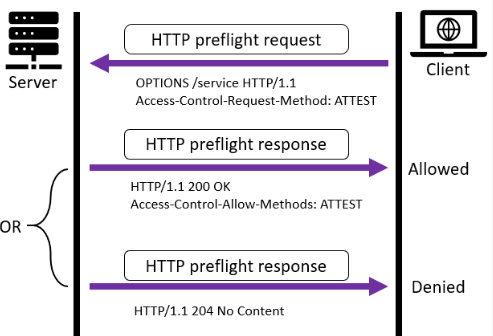 HTTP preflight request
Server
Client
OPTIONS /service HTTP/1.1
Access-Control-Request-Method: ATTEST
HTTP preflight response
Allowed
HTTP/1.1 200 OK
Access-Control-Allow-Methods: ATTEST
OR
HTTP preflight response
Denied
HTTP/1.1 204 No Content